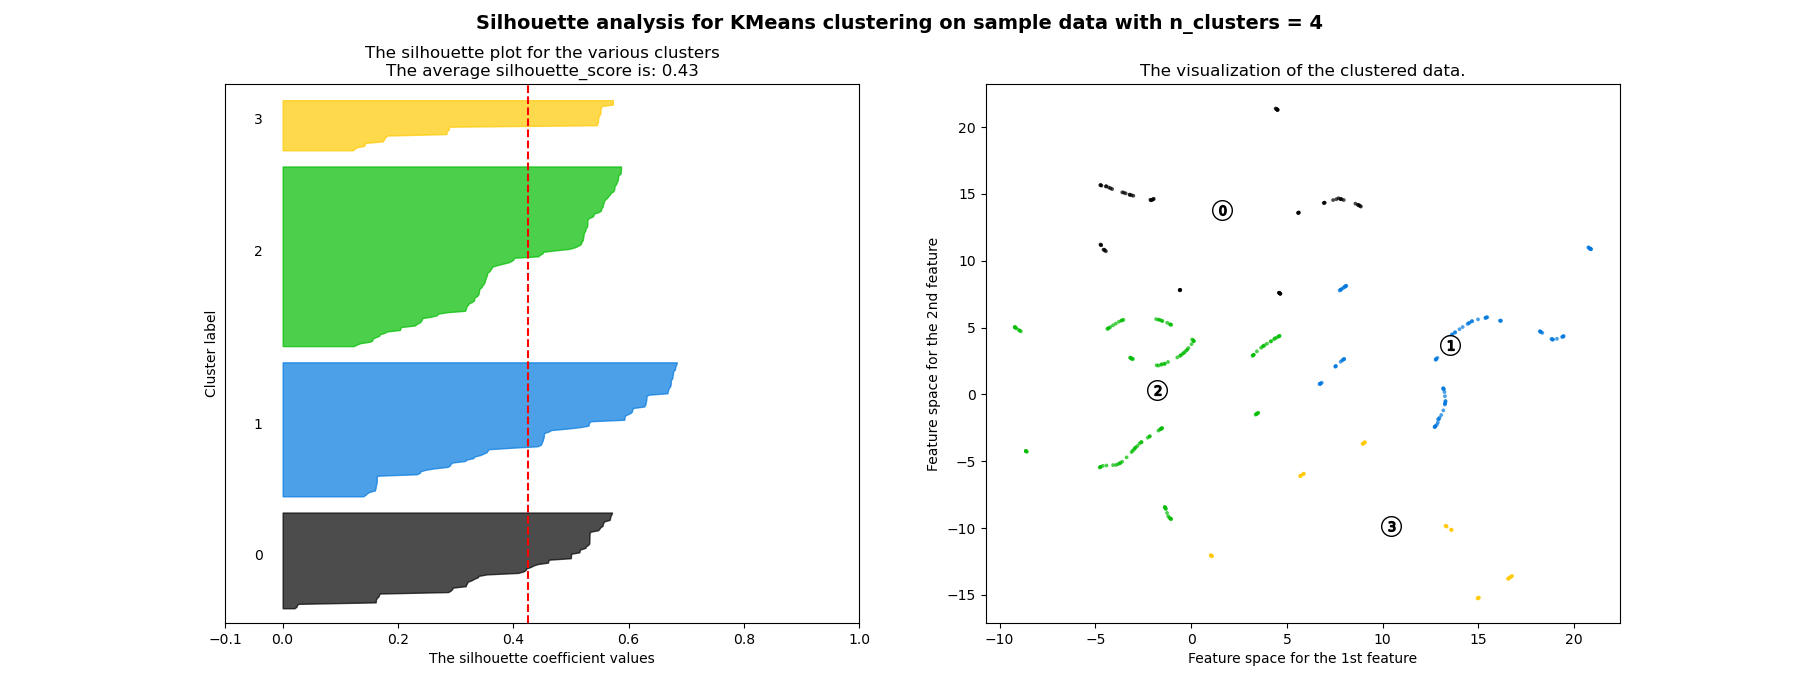 Silhouette analysis for KMeans clustering on sample data with n_clusters = 4
The silhouette plot for the various clusters
The average silhouette_score is: 0.43
3
2
1
0
Cluster label
−0.1 0.0 0.2 0.4 0.6 0.8 1.0
The silhouette coefficient values
The visualization of the clustered data.
20
15
10
5
0
−5
−10
−15
Feature space for the 2nd feature
0
1
2
3
−10 −5 0 5 10 15 20
Feature space for the 1st feature